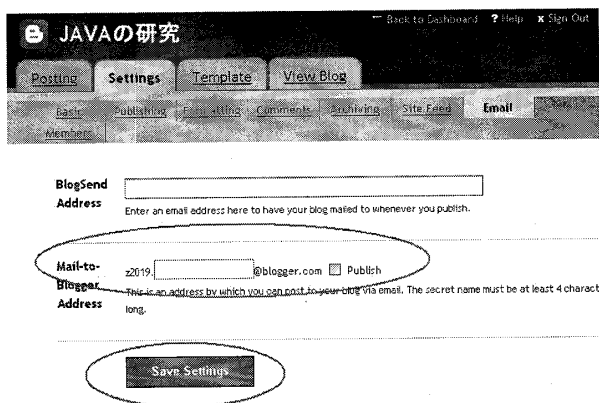 ← Back to Dashboard ? Help x Sign Out
JAVAの研究
Posting Settings Template View Blog
Basic Publishing Formatting Comments Archiving Site Feed Email
Members
BlogSend
Address
Enter an email address here to have your blog mailed to whenever you publish.
Mail-to-
Blogger
Address
z2019. @blogger.com Publish
This is an address by which you can post to your blog via email. The secret name must be at least 4 charact
long.
Save Settings